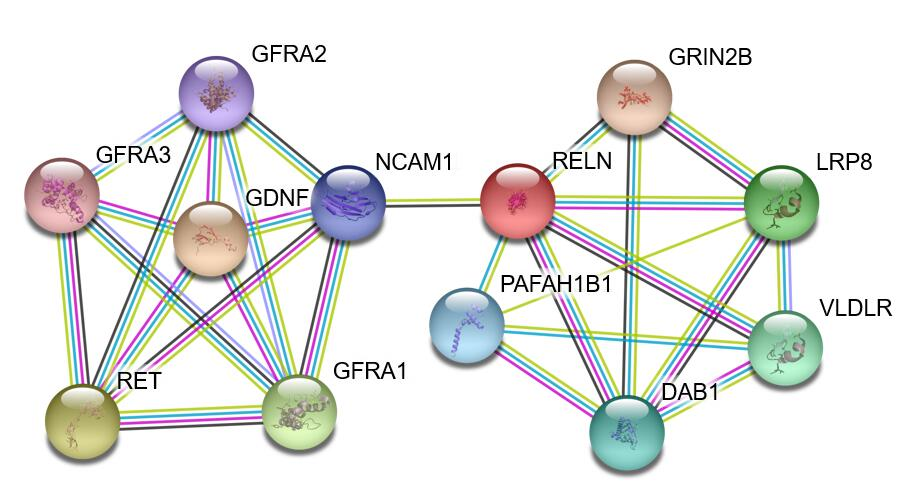 GFRA2
GRIN2B
GFRA3
NCAM1
RELN
LRP8
GDNF
PAFAH1B1
VLDLR
RET
GFRA1
DAB1